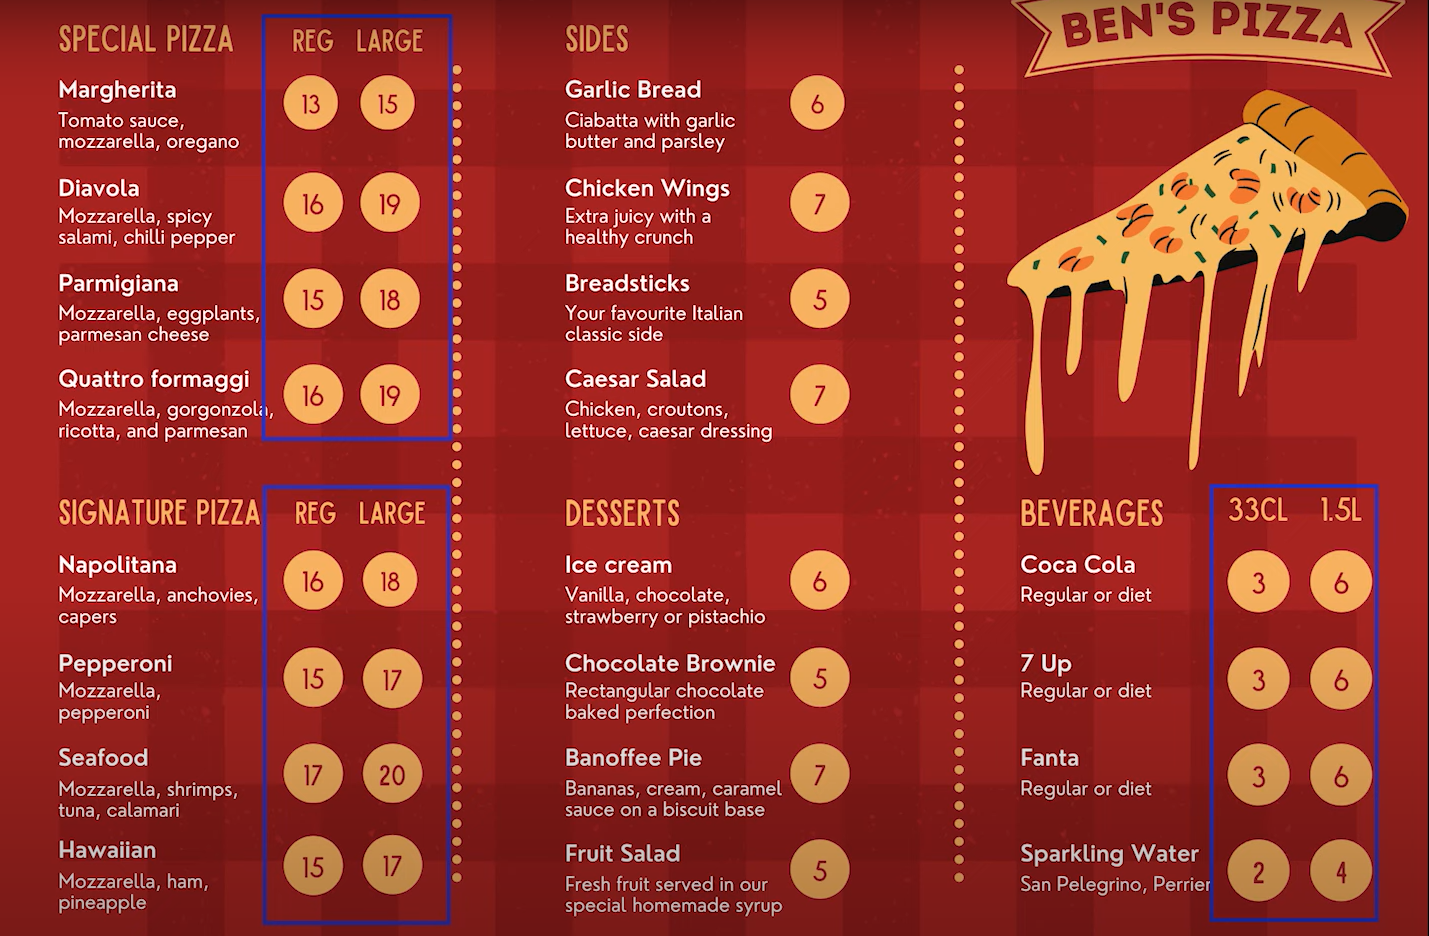 SPECIAL PIZZA REG LARGE
Margherita 13 15
Tomato sauce,
mozzarella, oregano
Diavola 16 19
Mozzarella, spicy
salami, chilli pepper
Parmigiana 15 18
Mozzarella, eggplants,
parmesan cheese
Quattro formaggi 16 19
Mozzarella, gorgonzola,
ricotta, and parmesan
SIGNATURE PIZZA REG LARGE
Napolitana 16 18
Mozzarella, anchovies,
capers
Pepperoni 15 17
Mozzarella,
pepperoni
Seafood 17 20
Mozzarella, shrimps,
tuna, calamari
Hawaiian 15 17
Mozzarella, ham,
pineapple
SIDES
Garlic Bread 6
Ciabatta with garlic
butter and parsley
Chicken Wings 7
Extra juicy with a
healthy crunch
Breadsticks 5
Your favourite Italian
classic side
Caesar Salad 7
Chicken, croutons,
lettuce, caesar dressing
DESSERTS
Ice cream 6
Vanilla, chocolate,
strawberry or pistachio
Chocolate Brownie 5
Rectangular chocolate
baked perfection
Banoffee Pie 7
Bananas, cream, caramel
sauce on a biscuit base
Fruit Salad 5
Fresh fruit served in our
special homemade syrup
BEN'S PIZZA
BEVERAGES 33CL 1.5L
Coca Cola 3 6
Regular or diet
7 Up 3 6
Regular or diet
Fanta 3 6
Regular or diet
Sparkling Water 2 4
San Pelegrino, Perrier